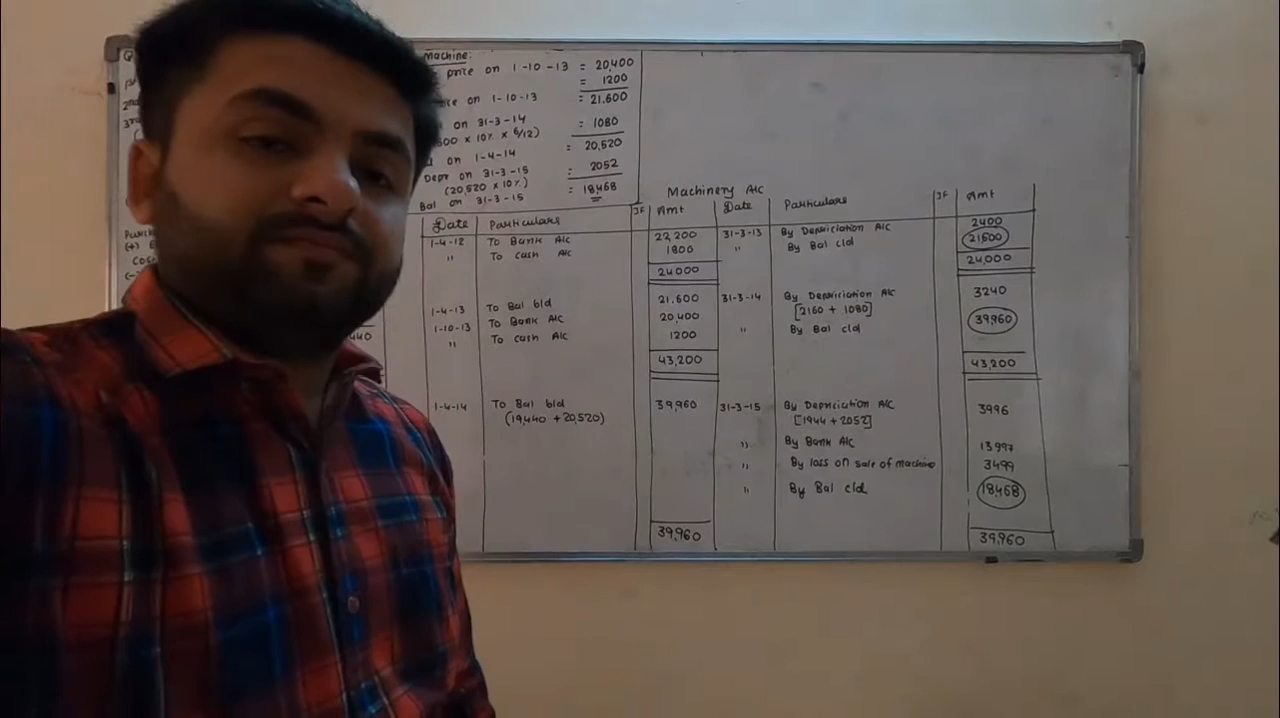 Machine:
price on 1-10-13 = 20,400
= 1200
on 1-10-13 = 21,600
on 31-3-14 = 1080
x 10% x 6/12)
on 1-4-14 = 20,520
Depr on 31-3-15 = 2052
(20,520 x 10%)
Bal on 31-3-15 = 18468
Machinery A/c
Date Particulars JF Amt Date Particulars JF Amt
1-4-12 To Bank A/c 22,200 31-3-13 By Depriciation A/c 2400
" To cash A/c 1800 " By Bal c/d 21600
24000 24,000
1-4-13 To Bal b/d 21,600 31-3-14 By Depriciation A/c 3240
1-10-13 To Bank A/c 20,400 [2160 + 1080]
" To cash A/c 1200 " By Bal c/d 39,960
43,200 43,200
1-4-14 To Bal b/d 39,960 31-3-15 By Depriciation A/c 3996
(19,440 + 20,520) [1944 + 2052]
" By Bank A/c 13997
" By loss on sale of machine 3499
" By Bal c/d 18,468
39,960 39,960